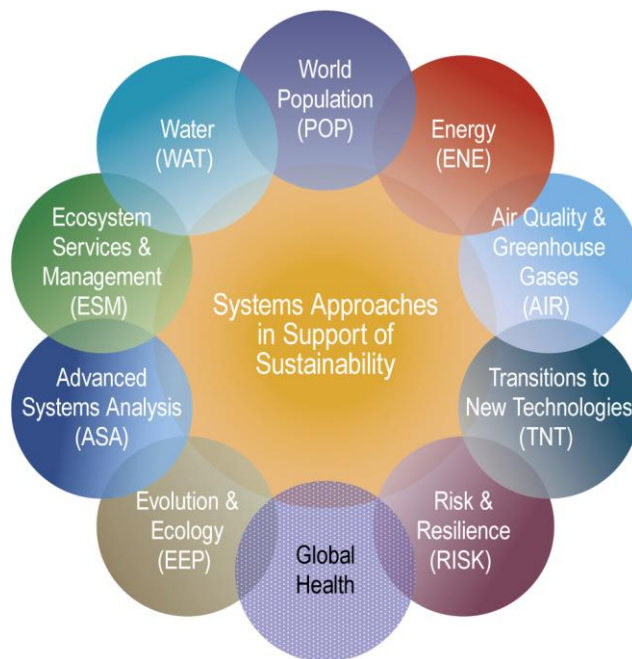 World
Population
(POP)
Energy
(ENE)
Air Quality &
Greenhouse
Gases
(AIR)
Transitions to
New Technologies
(TNT)
Risk &
Resilience
(RISK)
Global
Health
Evolution &
Ecology
(EEP)
Advanced
Systems Analysis
(ASA)
Ecosystem
Services &
Management
(ESM)
Water
(WAT)
Systems Approaches
in Support of
Sustainability